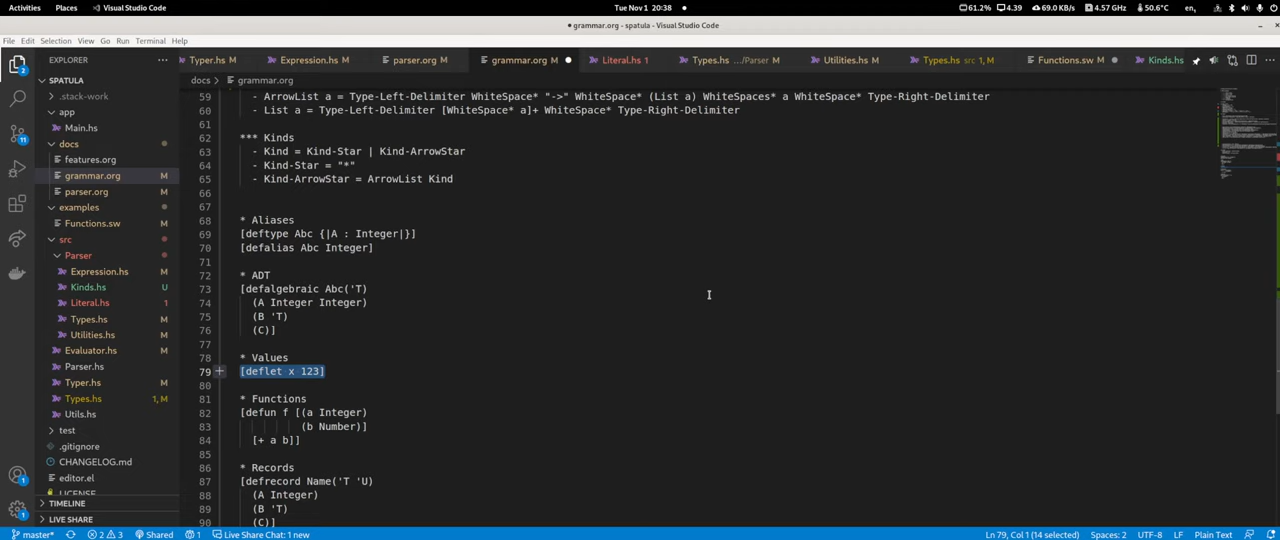 Activities Places Visual Studio Code Tue Nov 1 20:38 61.2% 4.39 69.0 KB/s 4.57 GHz 50.6°C en
• grammar.org - spatula - Visual Studio Code
File Edit Selection View Go Run Terminal Help
EXPLORER ... Typer.hs M Expression.hs M parser.org M grammar.org M Literal.hs 1 Types.hs .../Parser M Utilities.hs M Types.hs src 1, M Functions.sw M Kinds.hs
SPATULA
docs > grammar.org
.stack-work
app
Main.hs
docs
features.org
grammar.org M
parser.org M
examples
Functions.sw M
src
Parser
Expression.hs M
Kinds.hs U
Literal.hs 1
Types.hs M
Utilities.hs M
Evaluator.hs M
Parser.hs
Typer.hs M
Types.hs 1, M
Utils.hs
test
.gitignore
CHANGELOG.md
editor.el
LICENSE
TIMELINE
LIVE SHARE
59 - ArrowList a = Type-Left-Delimiter WhiteSpace* "->" WhiteSpace* (List a) WhiteSpaces* a WhiteSpace* Type-Right-Delimiter
60 - List a = Type-Left-Delimiter [WhiteSpace* a]+ WhiteSpace* Type-Right-Delimiter
61
62 *** Kinds
63 - Kind = Kind-Star | Kind-ArrowStar
64 - Kind-Star = "*"
65 - Kind-ArrowStar = ArrowList Kind
66
67
68 * Aliases
69 [deftype Abc {|A : Integer|}]
70 [defalias Abc Integer]
71
72 * ADT
73 [defalgebraic Abc('T)
74 (A Integer Integer)
75 (B 'T)
76 (C)]
77
78 * Values
79 [deflet x 123]
80
81 * Functions
82 [defun f [(a Integer)
83 (b Number)]
84 [+ a b]]
85
86 * Records
87 [defrecord Name('T 'U)
88 (A Integer)
89 (B 'T)
90 (C)]
2
11
1
1
master* 2 3 Shared 1 Live Share Chat: 1 new Ln 79, Col 1 (14 selected) Spaces: 2 UTF-8 LF Plain Text